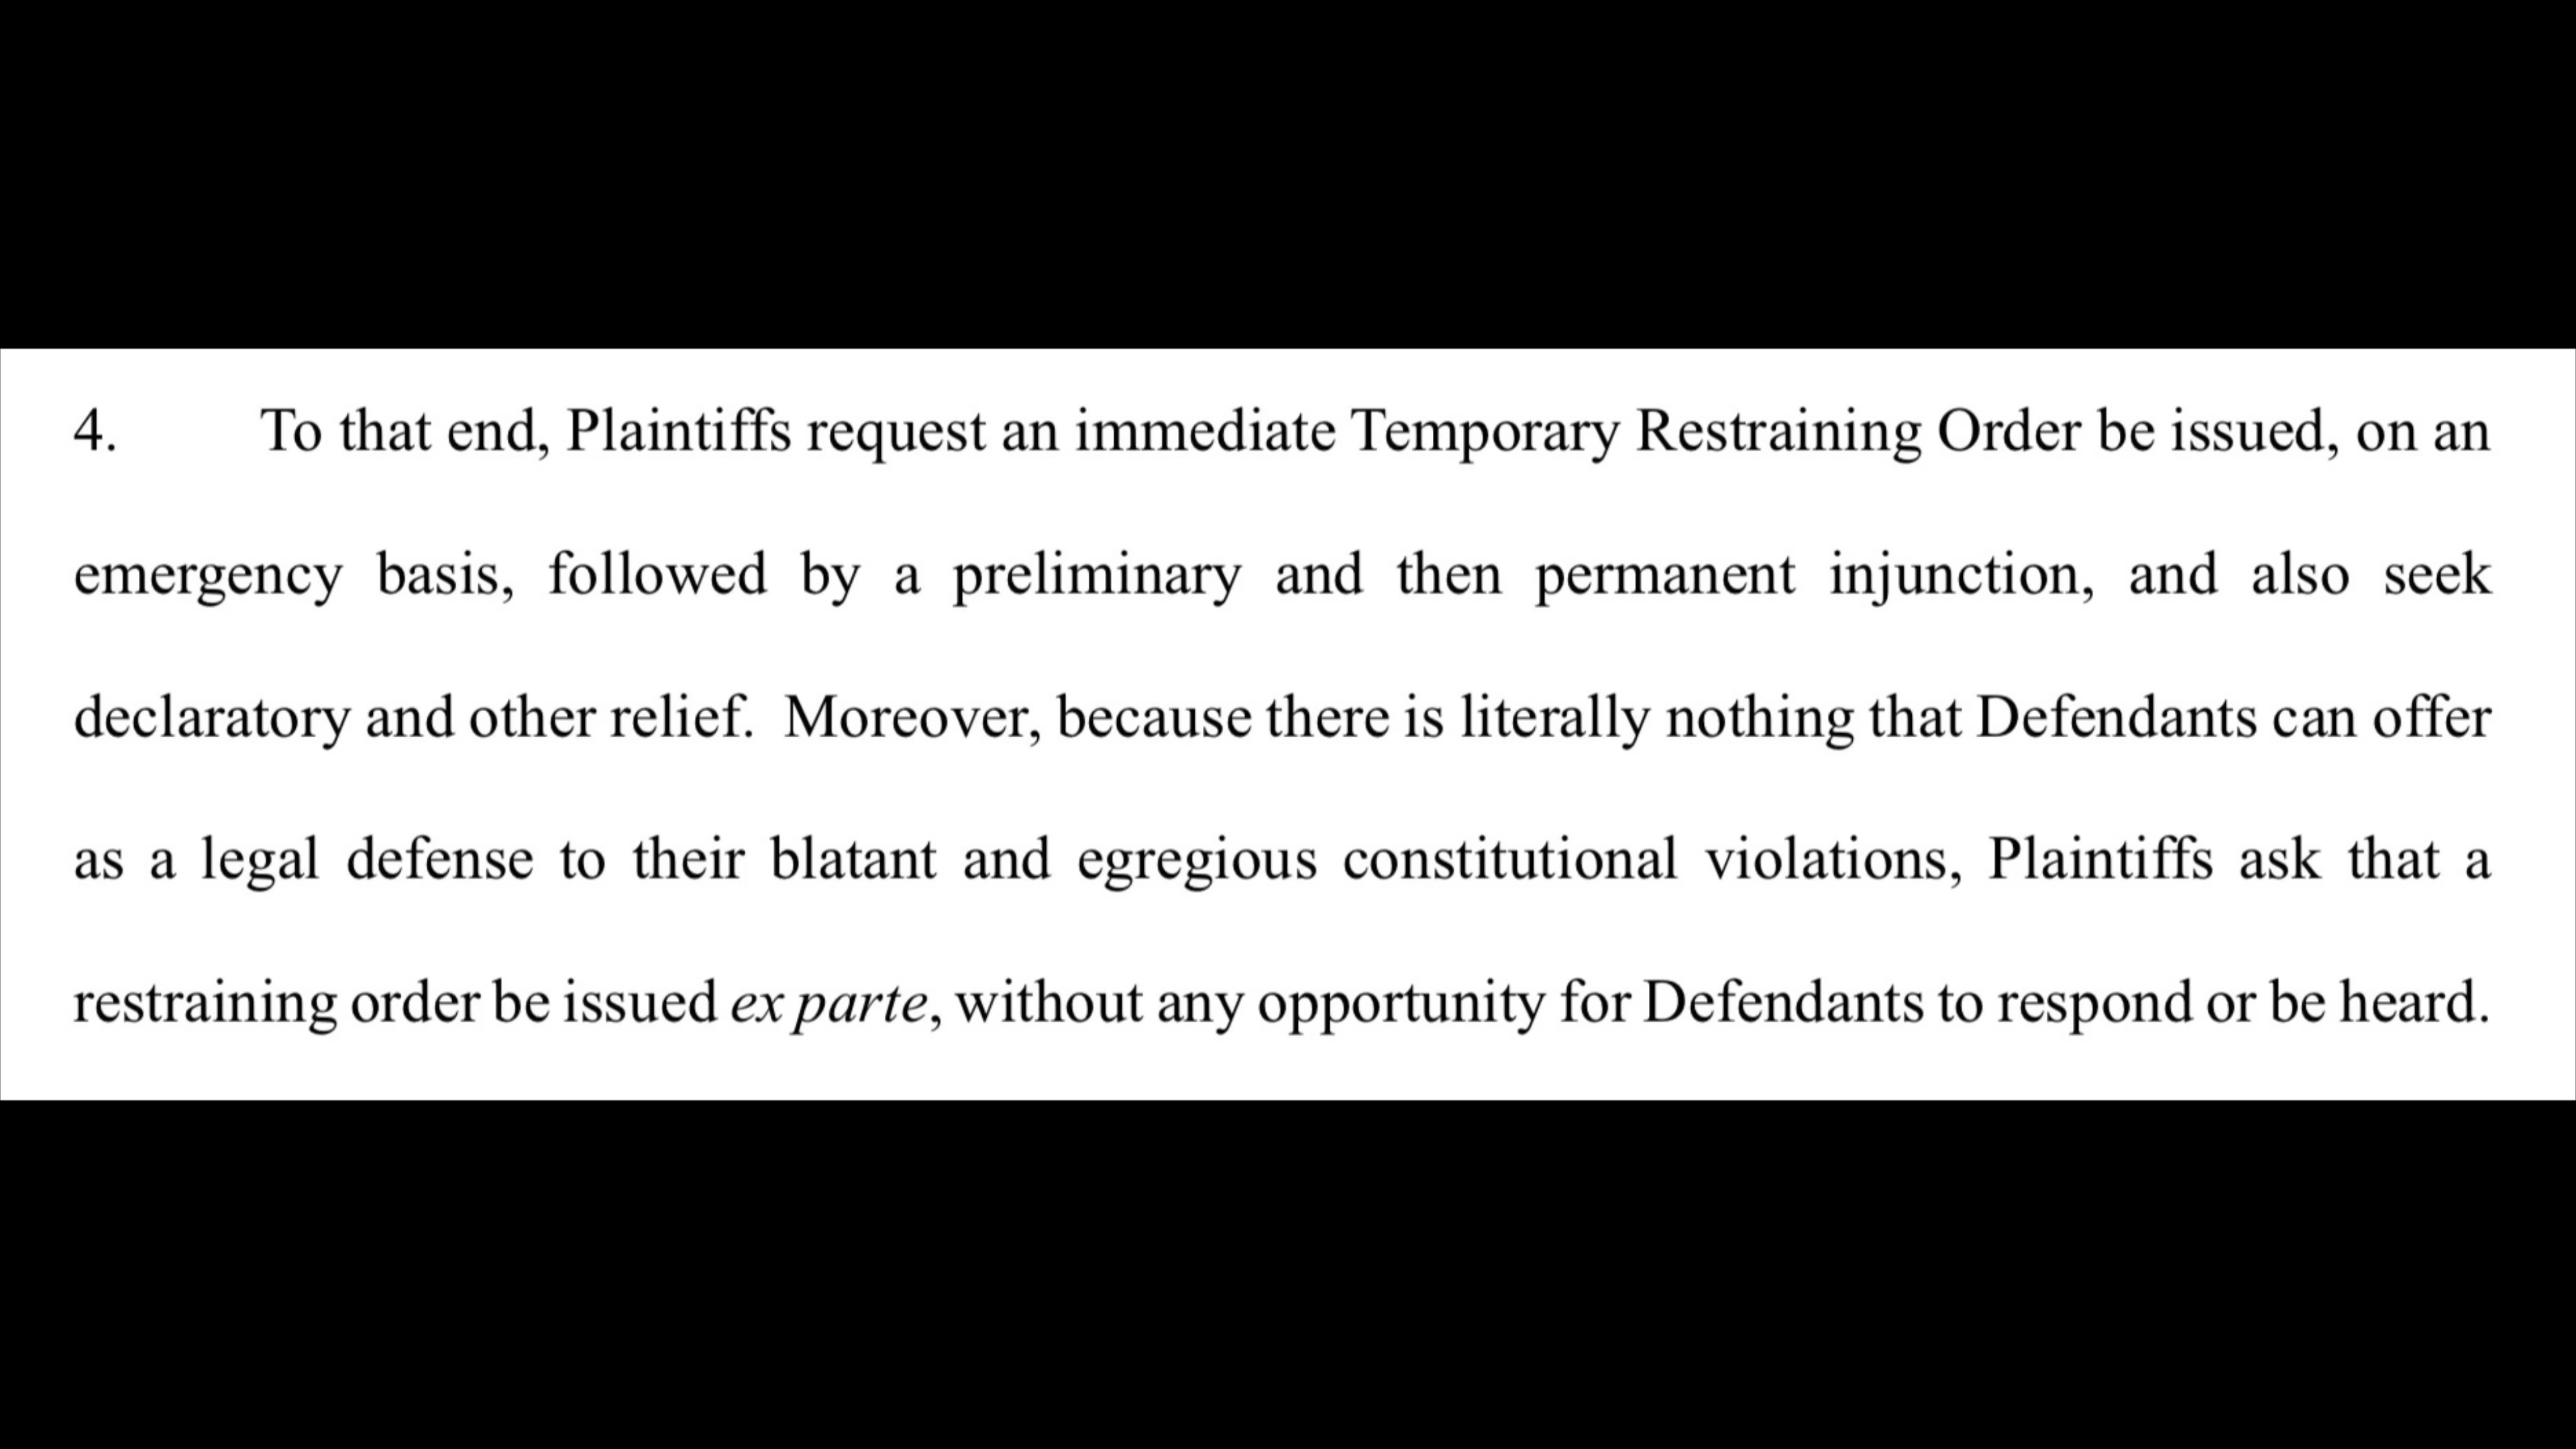 4. To that end, Plaintiffs request an immediate Temporary Restraining Order be issued, on an
emergency basis, followed by a preliminary and then permanent injunction, and also seek
declaratory and other relief. Moreover, because there is literally nothing that Defendants can offer
as a legal defense to their blatant and egregious constitutional violations, Plaintiffs ask that a
restraining order be issued ex parte, without any opportunity for Defendants to respond or be heard.